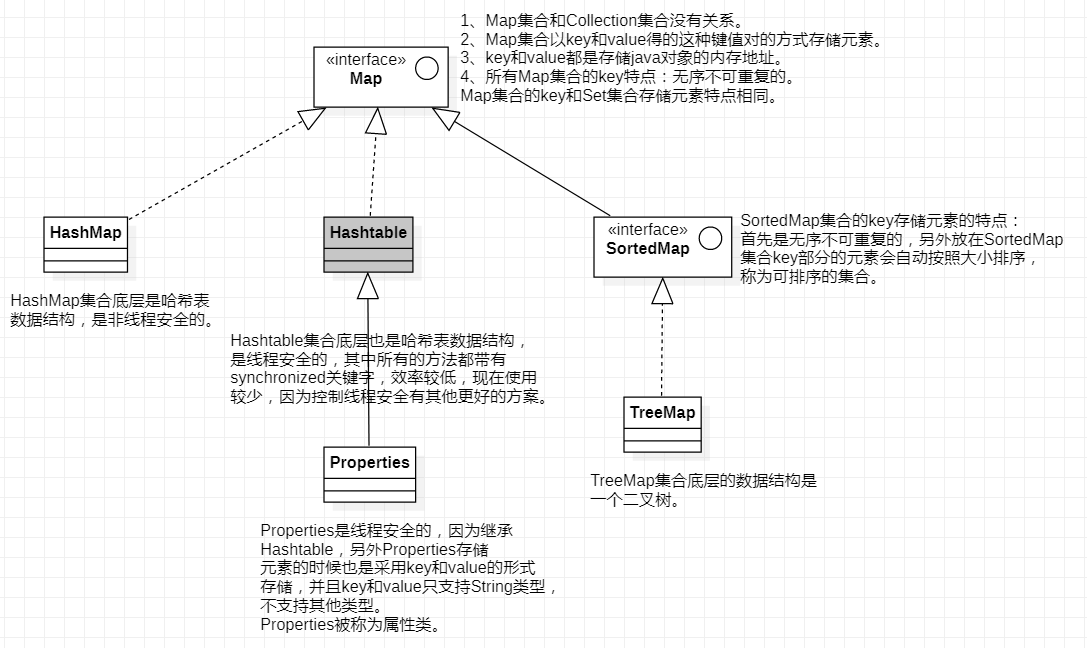 1、Map集合和Collection集合没有关系。
2、Map集合以key和value得的这种键值对的方式存储元素。
3、key和value都是存储java对象的内存地址。
4、所有Map集合的key特点：无序不可重复的。
Map集合的key和Set集合存储元素特点相同。
«interface»
Map
HashMap
HashMap集合底层是哈希表
数据结构，是非线程安全的。
Hashtable
Hashtable集合底层也是哈希表数据结构，
是线程安全的，其中所有的方法都带有
synchronized关键字，效率较低，现在使用
较少，因为控制线程安全有其他更好的方案。
«interface»
SortedMap
SortedMap集合的key存储元素的特点：
首先是无序不可重复的，另外放在SortedMap
集合key部分的元素会自动按照大小排序，
称为可排序的集合。
TreeMap
TreeMap集合底层的数据结构是
一个二叉树。
Properties
Properties是线程安全的，因为继承
Hashtable，另外Properties存储
元素的时候也是采用key和value的形式
存储，并且key和value只支持String类型，
不支持其他类型。
Properties被称为属性类。